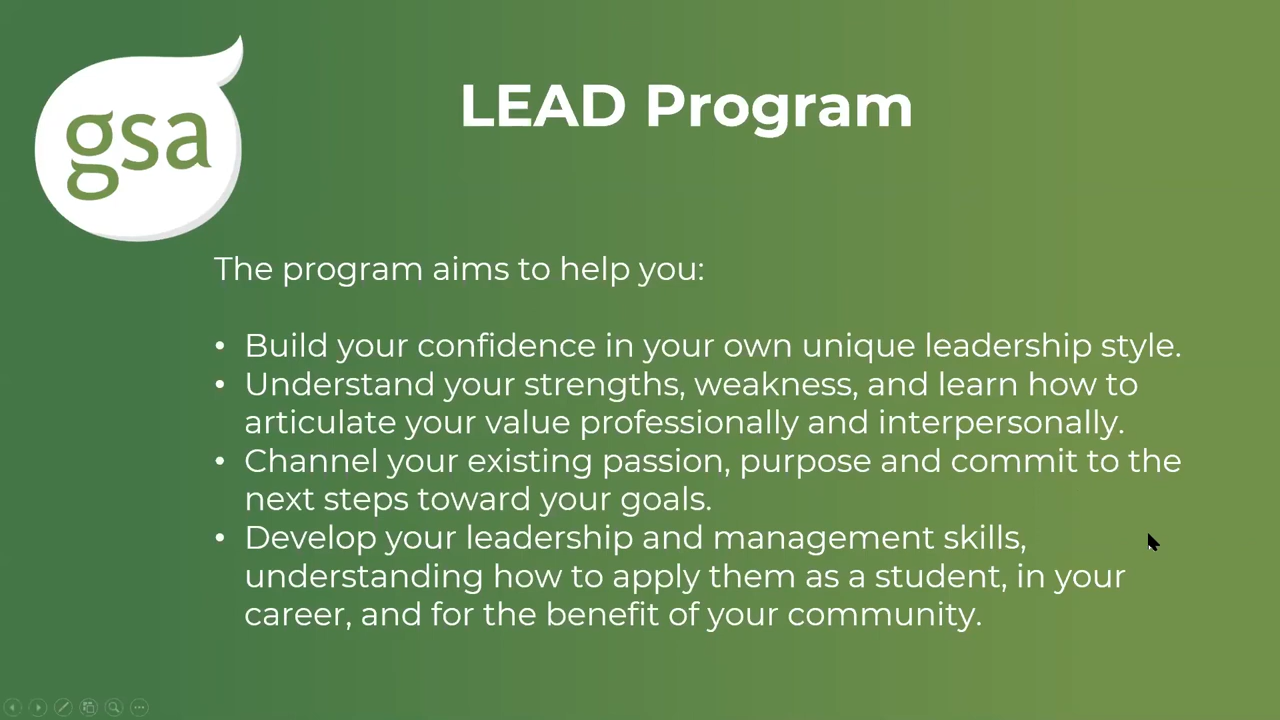 gsa
LEAD Program
The program aims to help you:
• Build your confidence in your own unique leadership style.
• Understand your strengths, weakness, and learn how to
articulate your value professionally and interpersonally.
• Channel your existing passion, purpose and commit to the
next steps toward your goals.
• Develop your leadership and management skills,
understanding how to apply them as a student, in your
career, and for the benefit of your community.